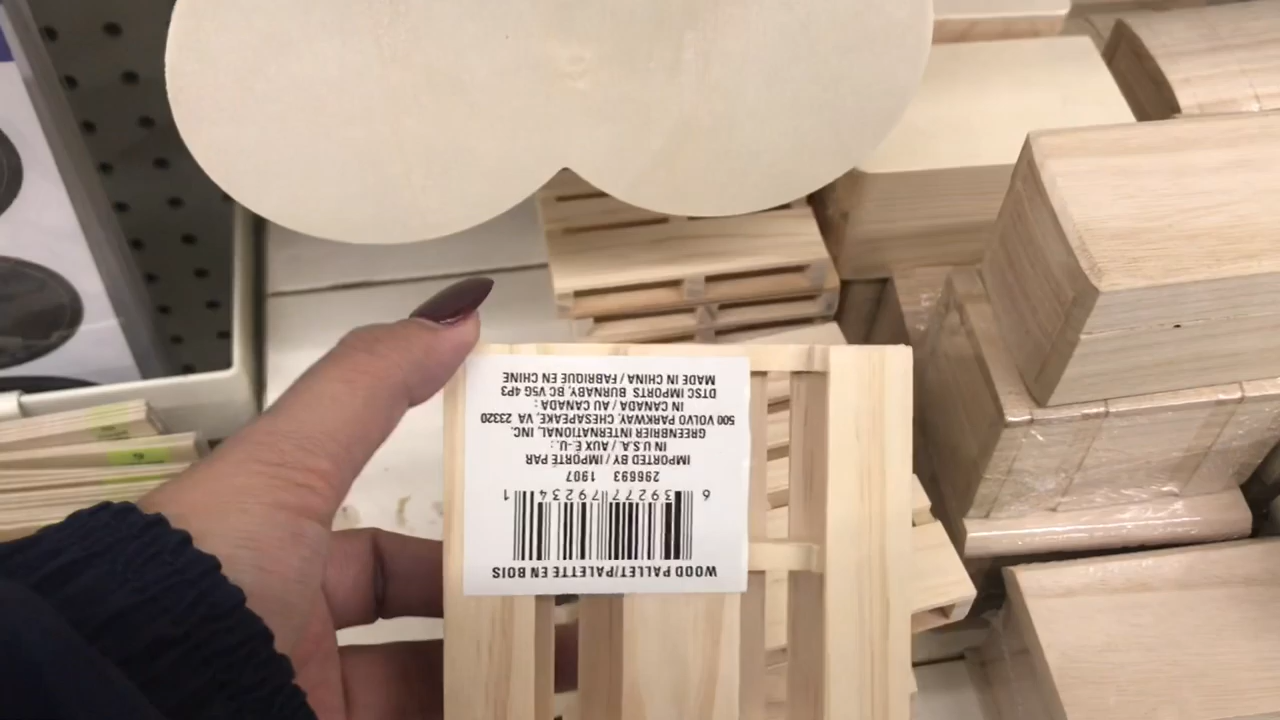 WOOD PALLET/PALETTE EN BOIS
6 39277 79234 1
296693 1907
IMPORTED BY / IMPORTÉ PAR
IN U.S.A. / AUX É.-U.:
GREENBRIER INTERNATIONAL, INC.
500 VOLVO PARKWAY, CHESAPEAKE, VA 23320
IN CANADA / AU CANADA:
DTSC IMPORTS BURNABY, BC V5G 4P3
MADE IN CHINA / FABRIQUÉ EN CHINE